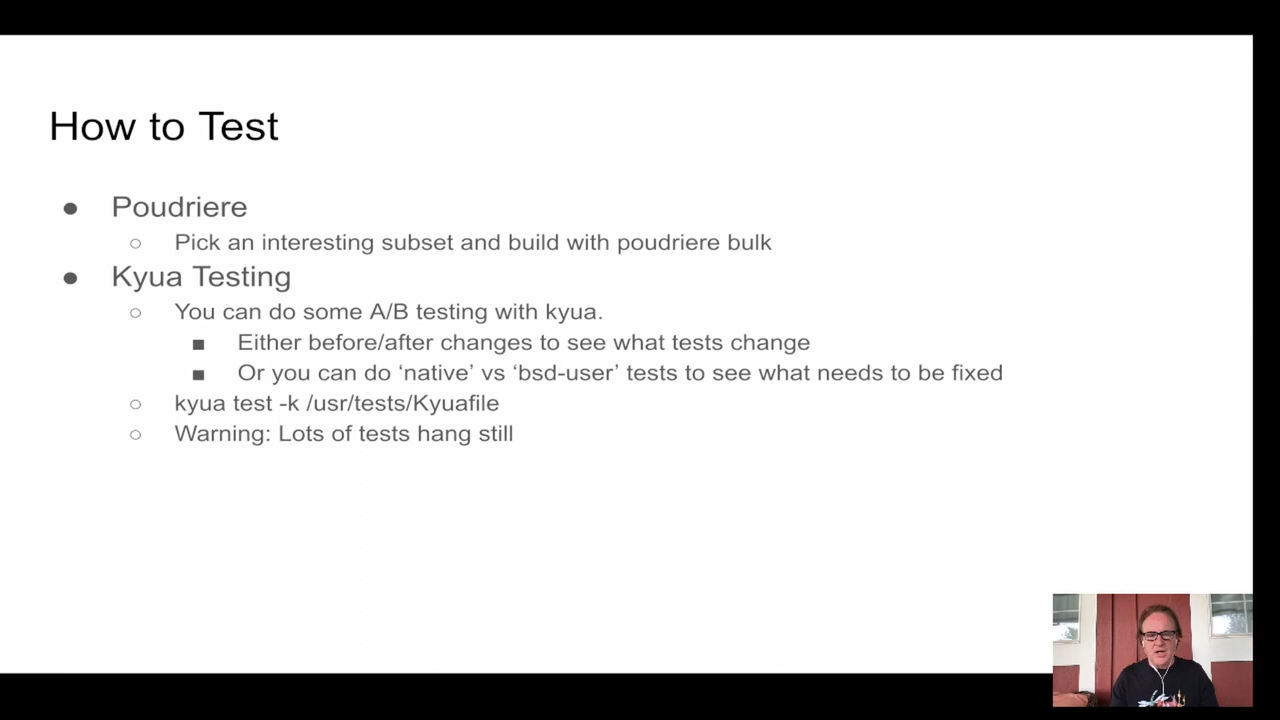 How to Test
● Poudriere
○ Pick an interesting subset and build with poudriere bulk
● Kyua Testing
○ You can do some A/B testing with kyua.
■ Either before/after changes to see what tests change
■ Or you can do ‘native’ vs ‘bsd-user’ tests to see what needs to be fixed
○ kyua test -k /usr/tests/Kyuafile
○ Warning: Lots of tests hang still